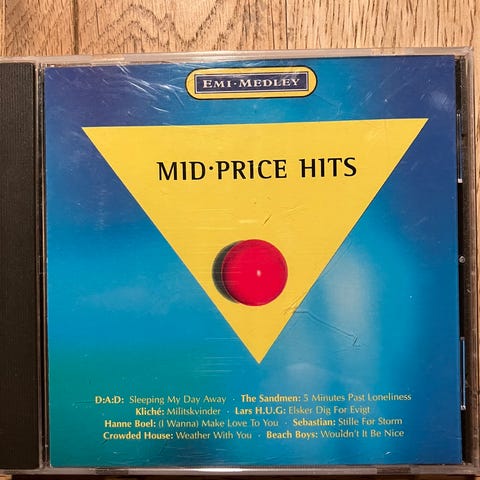 EMI·MEDLEY
MID·PRICE HITS
D:A:D: Sleeping My Day Away · The Sandmen: 5 Minutes Past Loneliness
Kliché: Militskvinder · Lars H.U.G: Elsker Dig For Evigt
Hanne Boel: (I Wanna) Make Love To You · Sebastian: Stille For Storm
Crowded House: Weather With You · Beach Boys: Wouldn't It Be Nice